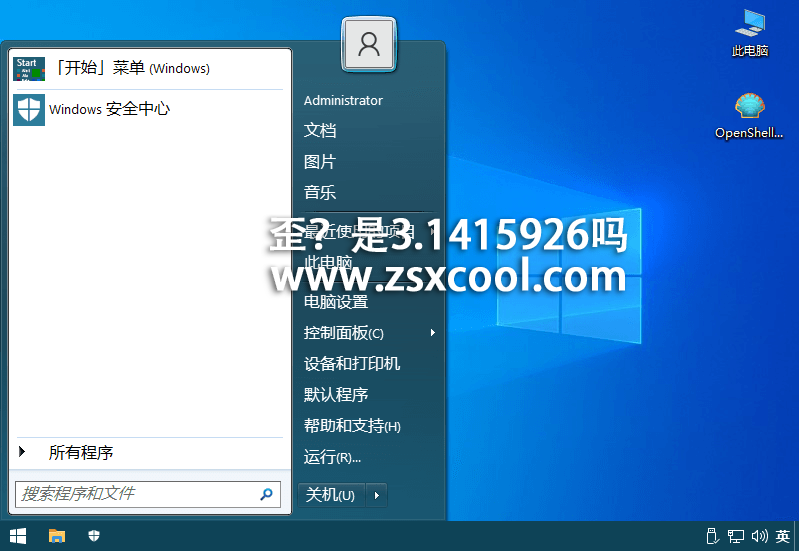 Start
「开始」菜单 (Windows)
Windows 安全中心
所有程序
搜索程序和文件
Administrator
文档
图片
音乐
最近使用的项目
此电脑
电脑设置
控制面板(C)
设备和打印机
默认程序
帮助和支持(H)
运行(R)...
关机(U)
歪？是3.1415926吗
www.zsxcool.com
此电脑
OpenShell...
英